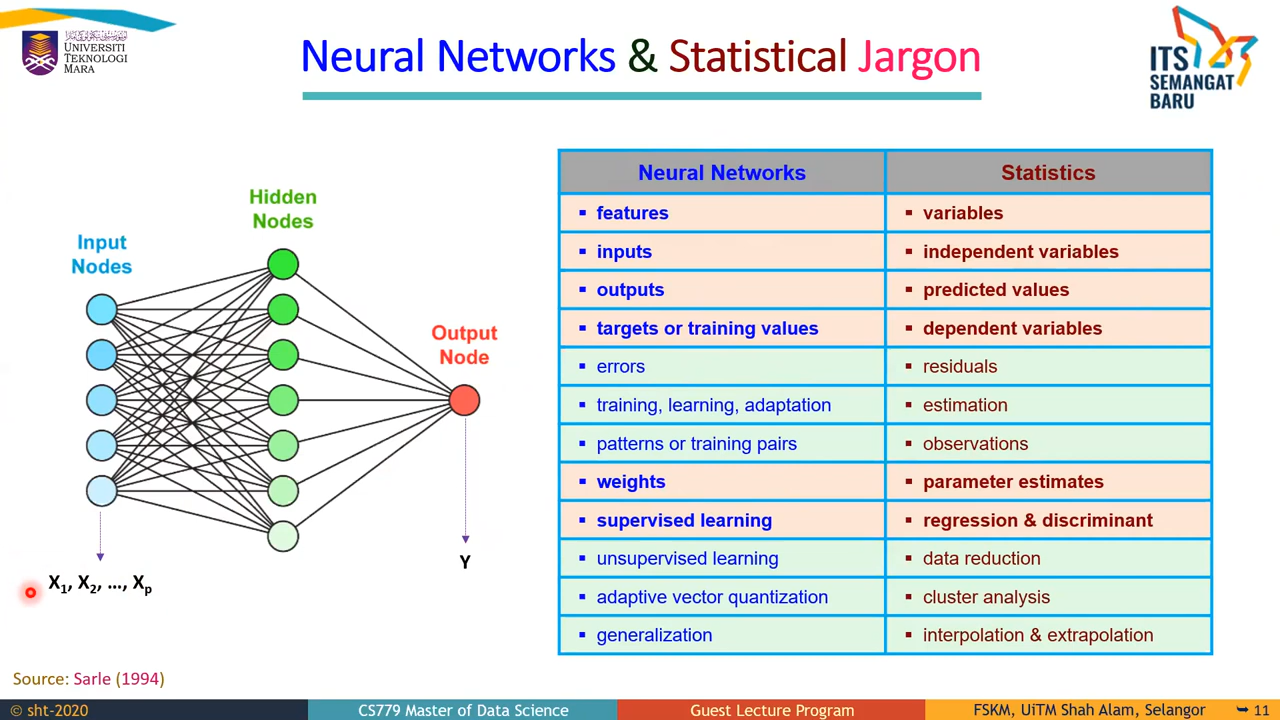 UNIVERSITI
TEKNOLOGI
MARA
Neural Networks & Statistical Jargon
ITS
SEMANGAT
BARU
Hidden
Nodes
Input
Nodes
Output
Node
X1, X2, ..., Xp
Y
Neural Networks Statistics
▪ features ▪ variables
▪ inputs ▪ independent variables
▪ outputs ▪ predicted values
▪ targets or training values ▪ dependent variables
▪ errors ▪ residuals
▪ training, learning, adaptation ▪ estimation
▪ patterns or training pairs ▪ observations
▪ weights ▪ parameter estimates
▪ supervised learning ▪ regression & discriminant
▪ unsupervised learning ▪ data reduction
▪ adaptive vector quantization ▪ cluster analysis
▪ generalization ▪ interpolation & extrapolation
Source: Sarle (1994)
© sht-2020 CS779 Master of Data Science Guest Lecture Program FSKM, UiTM Shah Alam, Selangor ➥ 11